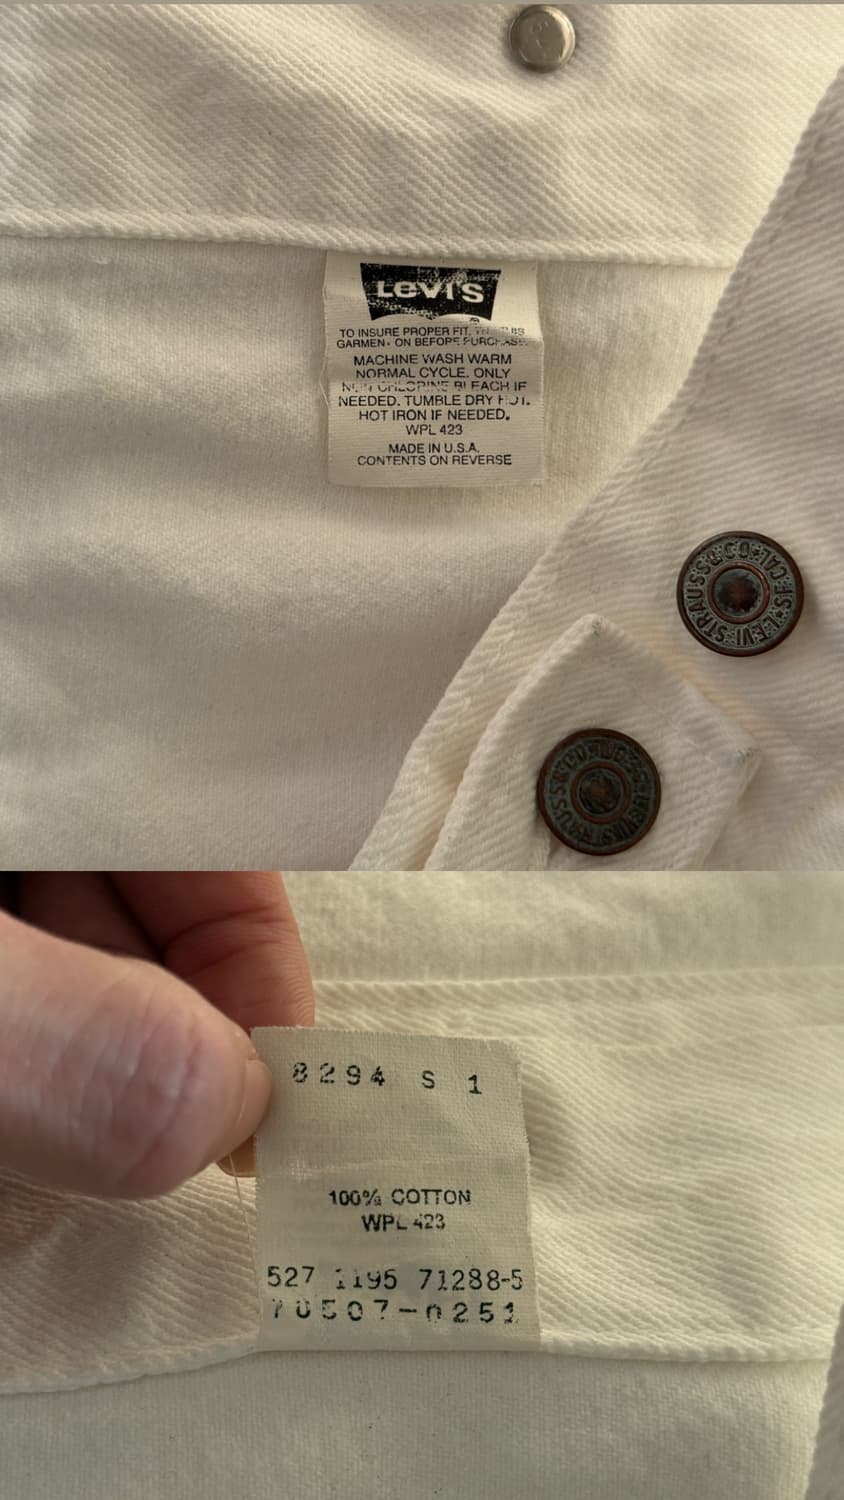 LEVI'S
®
TO INSURE PROPER FIT, THIS
GARMENT ON BEFORE PURCHASE.
MACHINE WASH WARM
NORMAL CYCLE. ONLY
NON CHLORINE BLEACH IF
NEEDED. TUMBLE DRY HOT.
HOT IRON IF NEEDED.
WPL 423
MADE IN U.S.A.
CONTENTS ON REVERSE
LEVI STRAUSS & CO. S.F. CAL.
LEVI STRAUSS & CO.
8294 S 1
100% COTTON
WPL 423
527 1195 71288-5
70507-0251